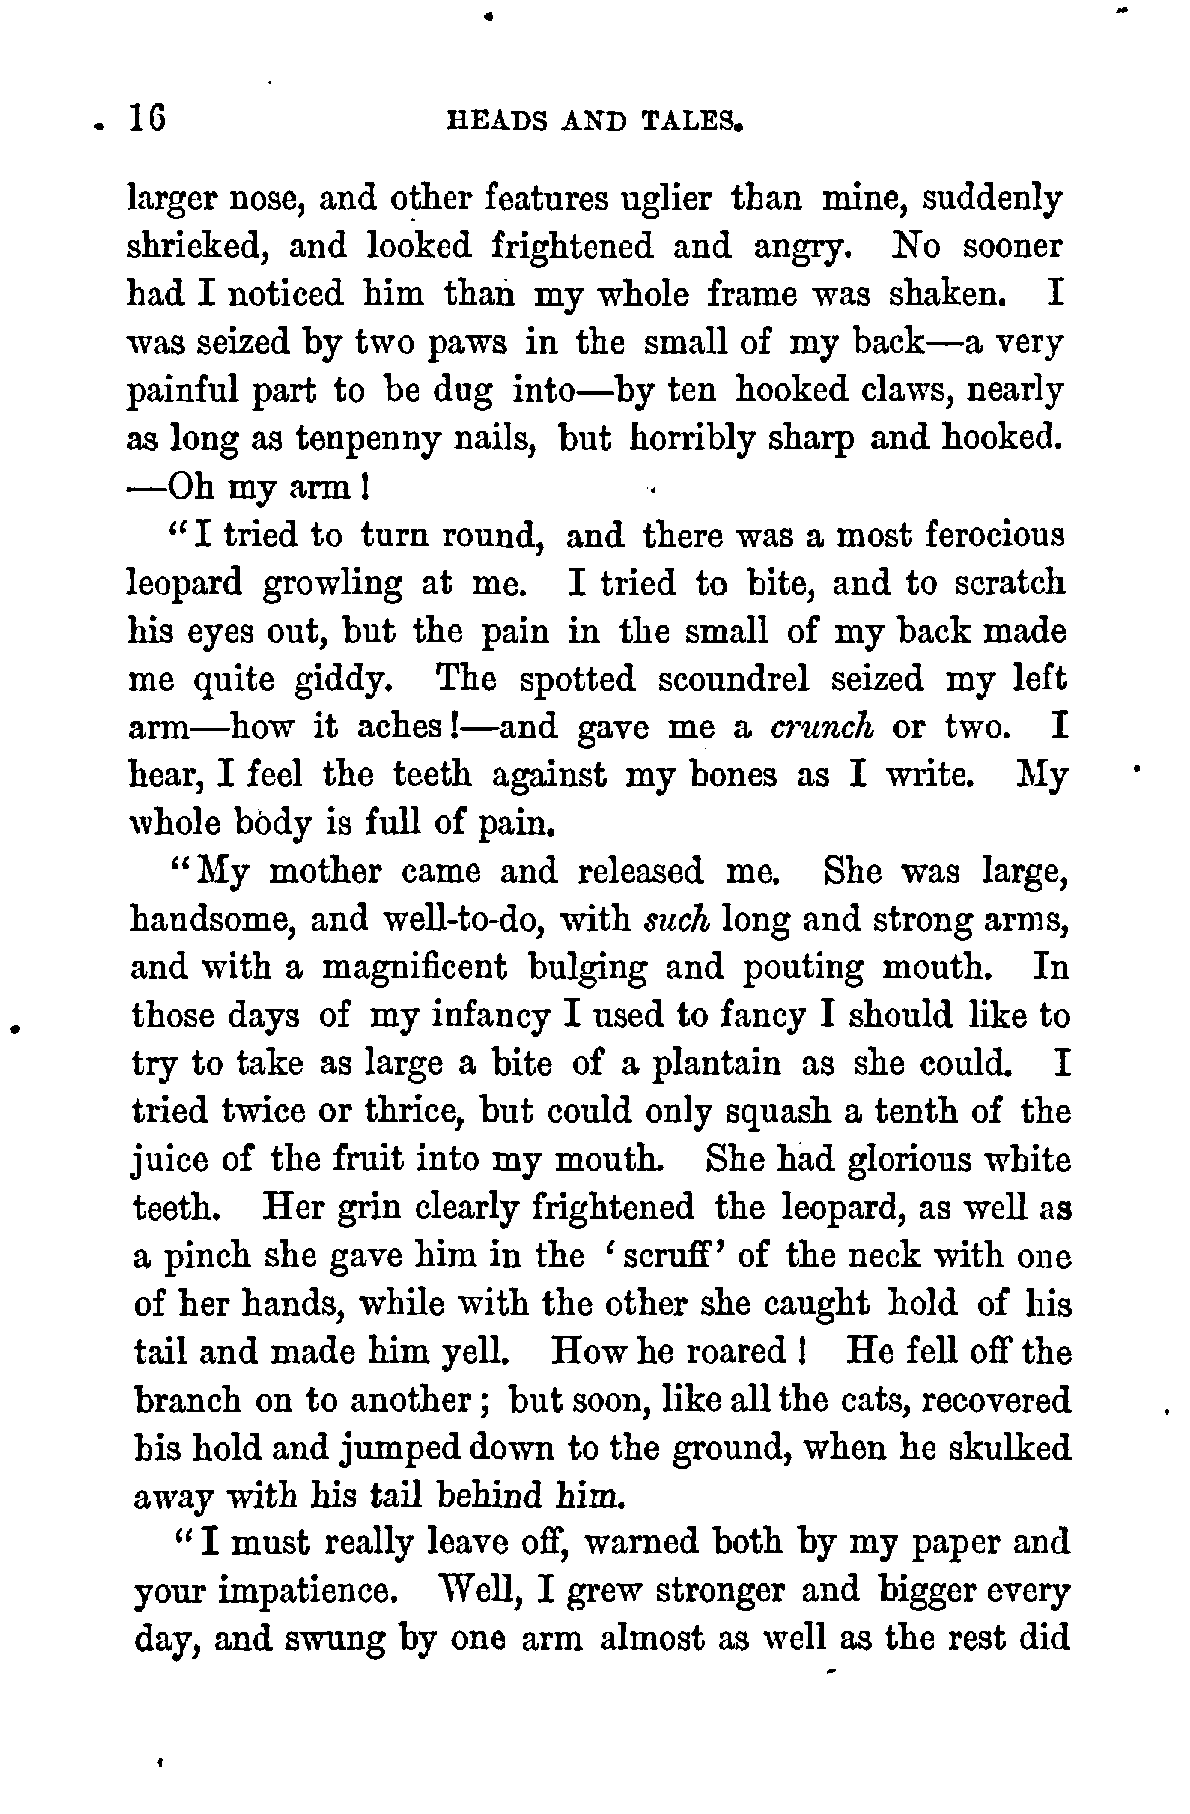 16 HEADS AND TALES.
larger nose, and other features uglier than mine, suddenly
shrieked, and looked frightened and angry. No sooner
had I noticed him than my whole frame was shaken. I
was seized by two paws in the small of my back—a very
painful part to be dug into—by ten hooked claws, nearly
as long as tenpenny nails, but horribly sharp and hooked.
—Oh my arm!
"I tried to turn round, and there was a most ferocious
leopard growling at me. I tried to bite, and to scratch
his eyes out, but the pain in the small of my back made
me quite giddy. The spotted scoundrel seized my left
arm—how it aches!—and gave me a crunch or two. I
hear, I feel the teeth against my bones as I write. My
whole body is full of pain.
"My mother came and released me. She was large,
handsome, and well-to-do, with such long and strong arms,
and with a magnificent bulging and pouting mouth. In
those days of my infancy I used to fancy I should like to
try to take as large a bite of a plantain as she could. I
tried twice or thrice, but could only squash a tenth of the
juice of the fruit into my mouth. She had glorious white
teeth. Her grin clearly frightened the leopard, as well as
a pinch she gave him in the 'scruff' of the neck with one
of her hands, while with the other she caught hold of his
tail and made him yell. How he roared! He fell off the
branch on to another; but soon, like all the cats, recovered
his hold and jumped down to the ground, when he skulked
away with his tail behind him.
"I must really leave off, warned both by my paper and
your impatience. Well, I grew stronger and bigger every
day, and swung by one arm almost as well as the rest did